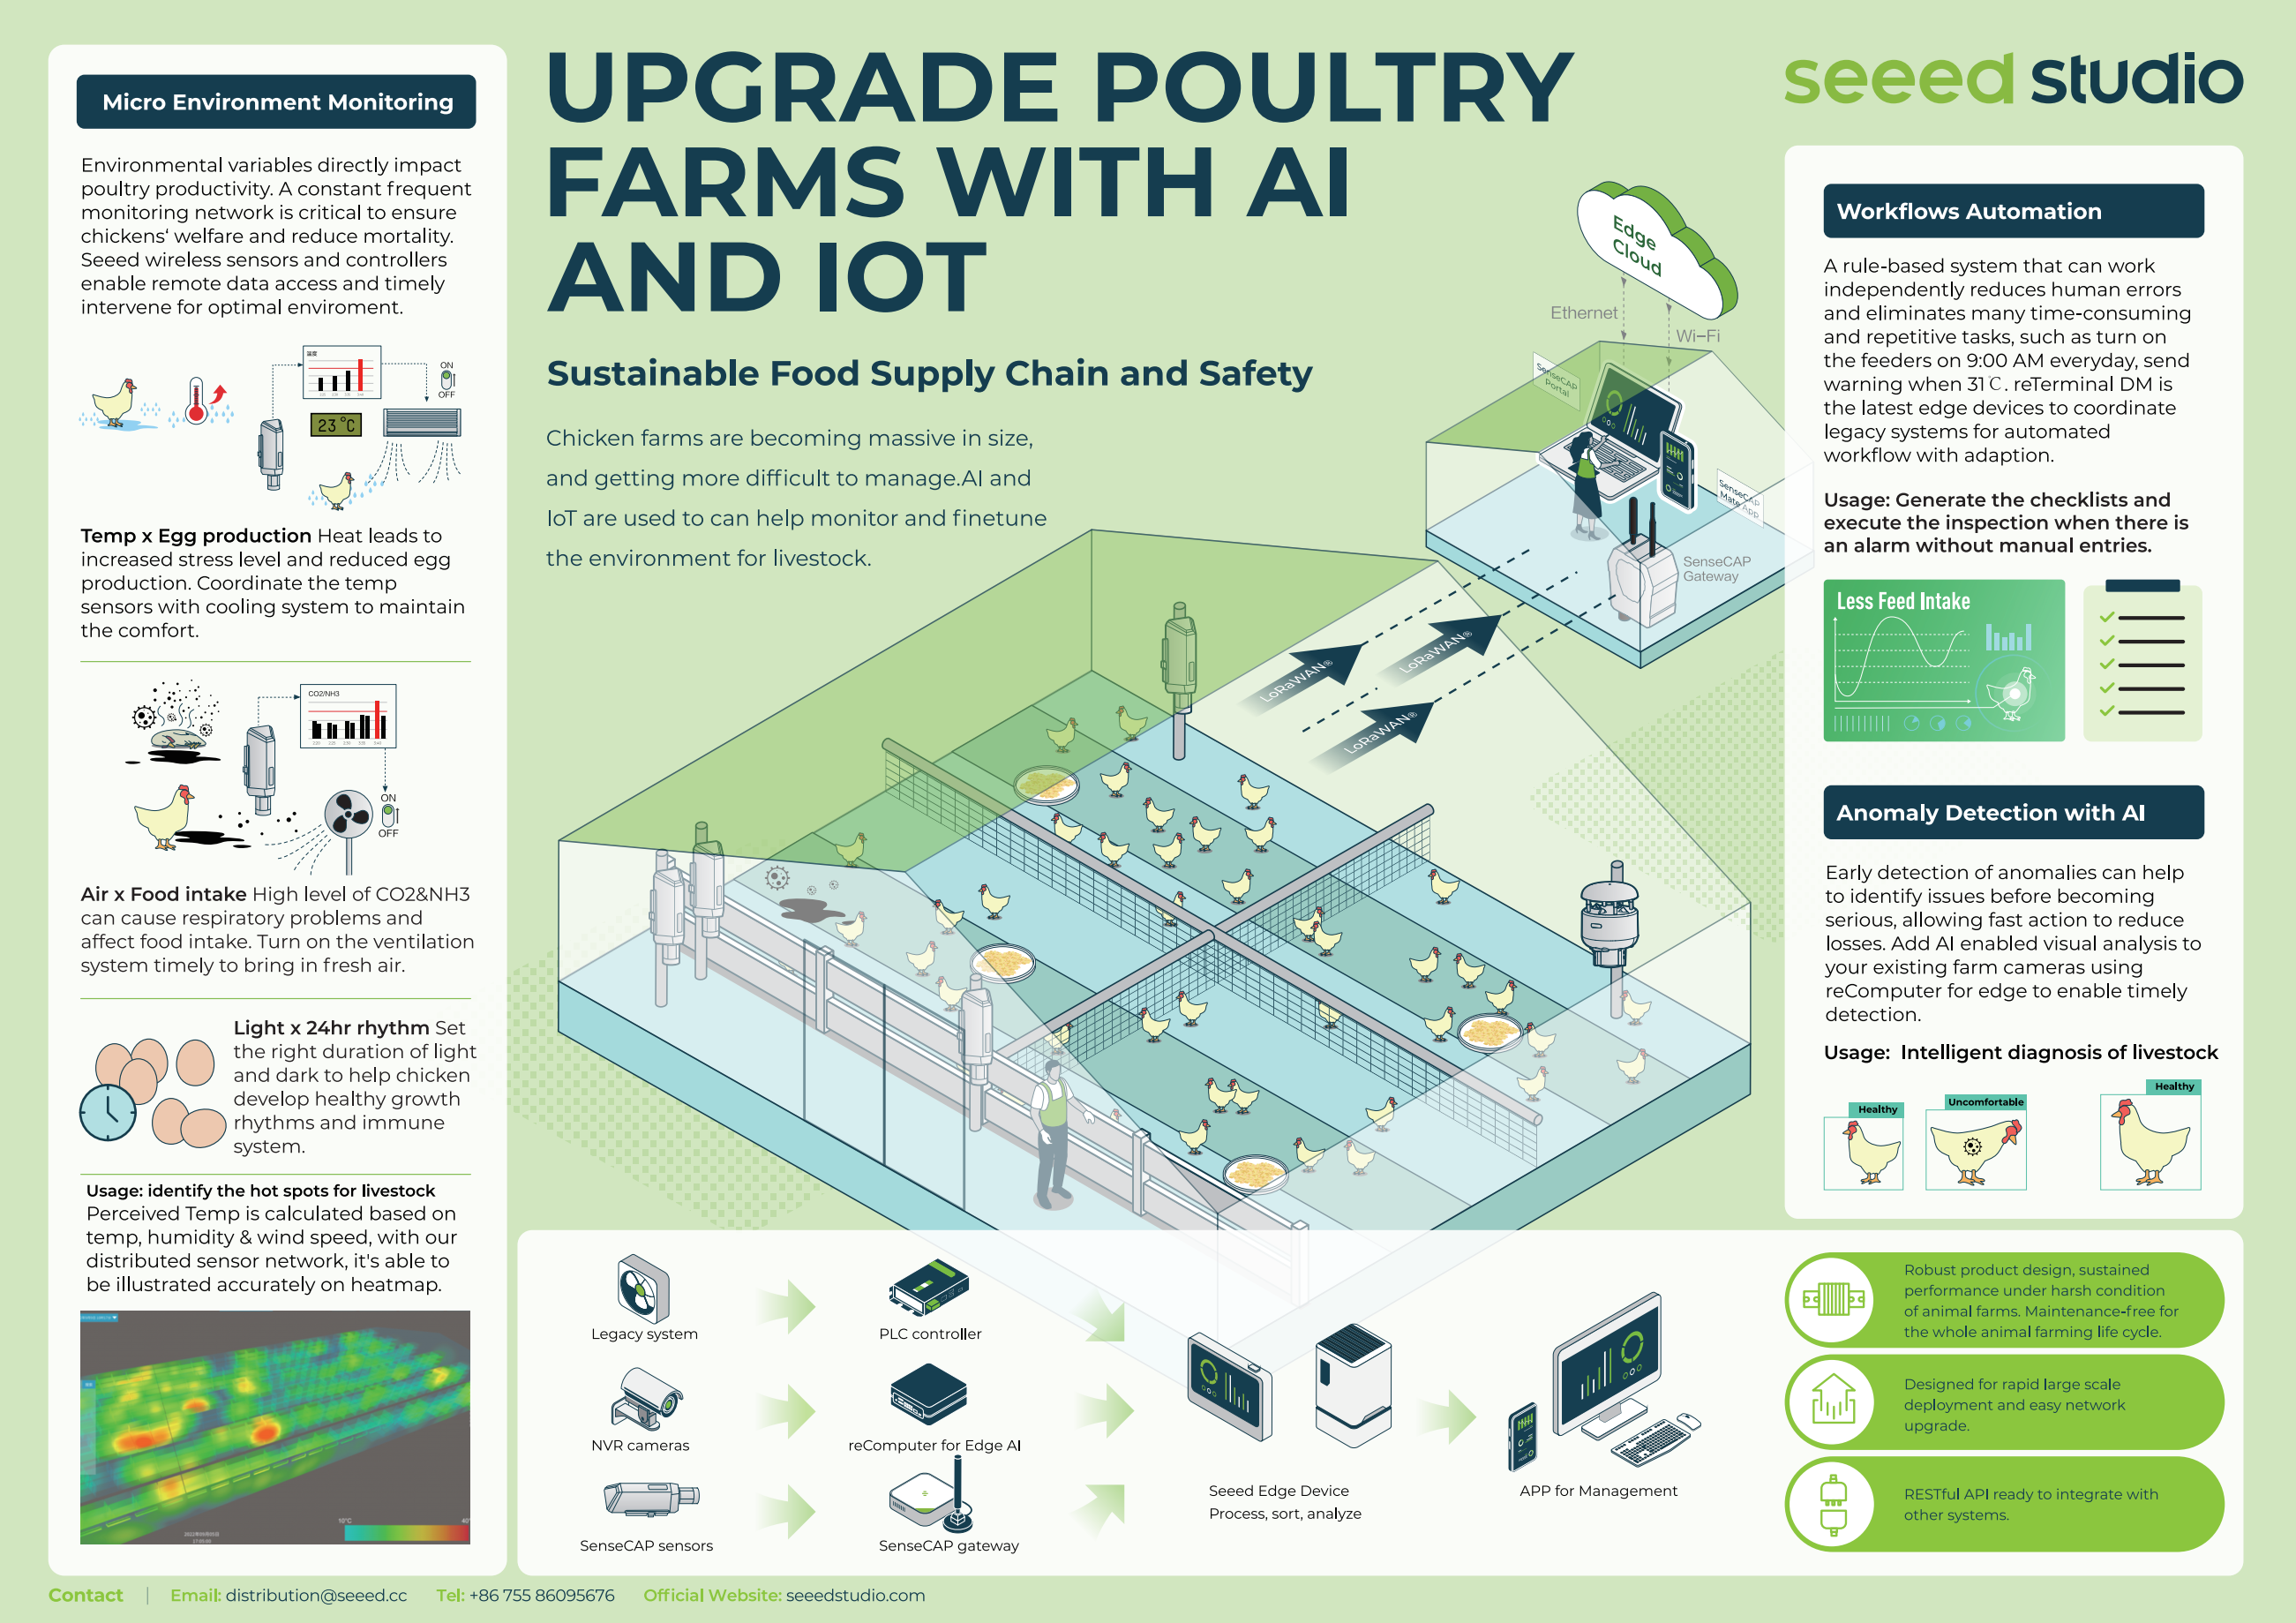 UPGRADE POULTRY
FARMS WITH AI
AND IOT
Sustainable Food Supply Chain and Safety
Chicken farms are becoming massive in size,
and getting more difficult to manage.AI and
IoT are used to can help monitor and finetune
the environment for livestock.
seeed studio
Micro Environment Monitoring
Environmental variables directly impact
poultry productivity. A constant frequent
monitoring network is critical to ensure
chickens‘ welfare and reduce mortality.
Seeed wireless sensors and controllers
enable remote data access and timely
intervene for optimal enviroment.
温度
23 °C
ON
OFF
Temp x Egg production Heat leads to
increased stress level and reduced egg
production. Coordinate the temp
sensors with cooling system to maintain
the comfort.
CO2/NH3
ON
OFF
Air x Food intake High level of CO2&NH3
can cause respiratory problems and
affect food intake. Turn on the ventilation
system timely to bring in fresh air.
Light x 24hr rhythm Set
the right duration of light
and dark to help chicken
develop healthy growth
rhythms and immune
system.
Usage: identify the hot spots for livestock
Perceived Temp is calculated based on
temp, humidity & wind speed, with our
distributed sensor network, it's able to
be illustrated accurately on heatmap.
10°C
Edge
Cloud
Ethernet
Wi-Fi
SenseCAP
Portal
SenseCAP
Mate App
SenseCAP
Gateway
LoRaWAN®
LoRaWAN®
LoRaWAN®
Workflows Automation
A rule-based system that can work
independently reduces human errors
and eliminates many time-consuming
and repetitive tasks, such as turn on
the feeders on 9:00 AM everyday, send
warning when 31℃. reTerminal DM is
the latest edge devices to coordinate
legacy systems for automated
workflow with adaption.
Usage: Generate the checklists and
execute the inspection when there is
an alarm without manual entries.
Less Feed Intake
Anomaly Detection with AI
Early detection of anomalies can help
to identify issues before becoming
serious, allowing fast action to reduce
losses. Add AI enabled visual analysis to
your existing farm cameras using
reComputer for edge to enable timely
detection.
Usage: Intelligent diagnosis of livestock
Healthy
Uncomfortable
Healthy
Legacy system
PLC controller
NVR cameras
reComputer for Edge AI
SenseCAP sensors
SenseCAP gateway
Seeed Edge Device
Process, sort, analyze
APP for Management
Robust product design, sustained
performance under harsh condition
of animal farms. Maintenance-free for
the whole animal farming life cycle.
Designed for rapid large scale
deployment and easy network
upgrade.
RESTful API ready to integrate with
other systems.
Contact | Email: distribution@seeed.cc Tel: +86 755 86095676 Official Website: seeedstudio.com